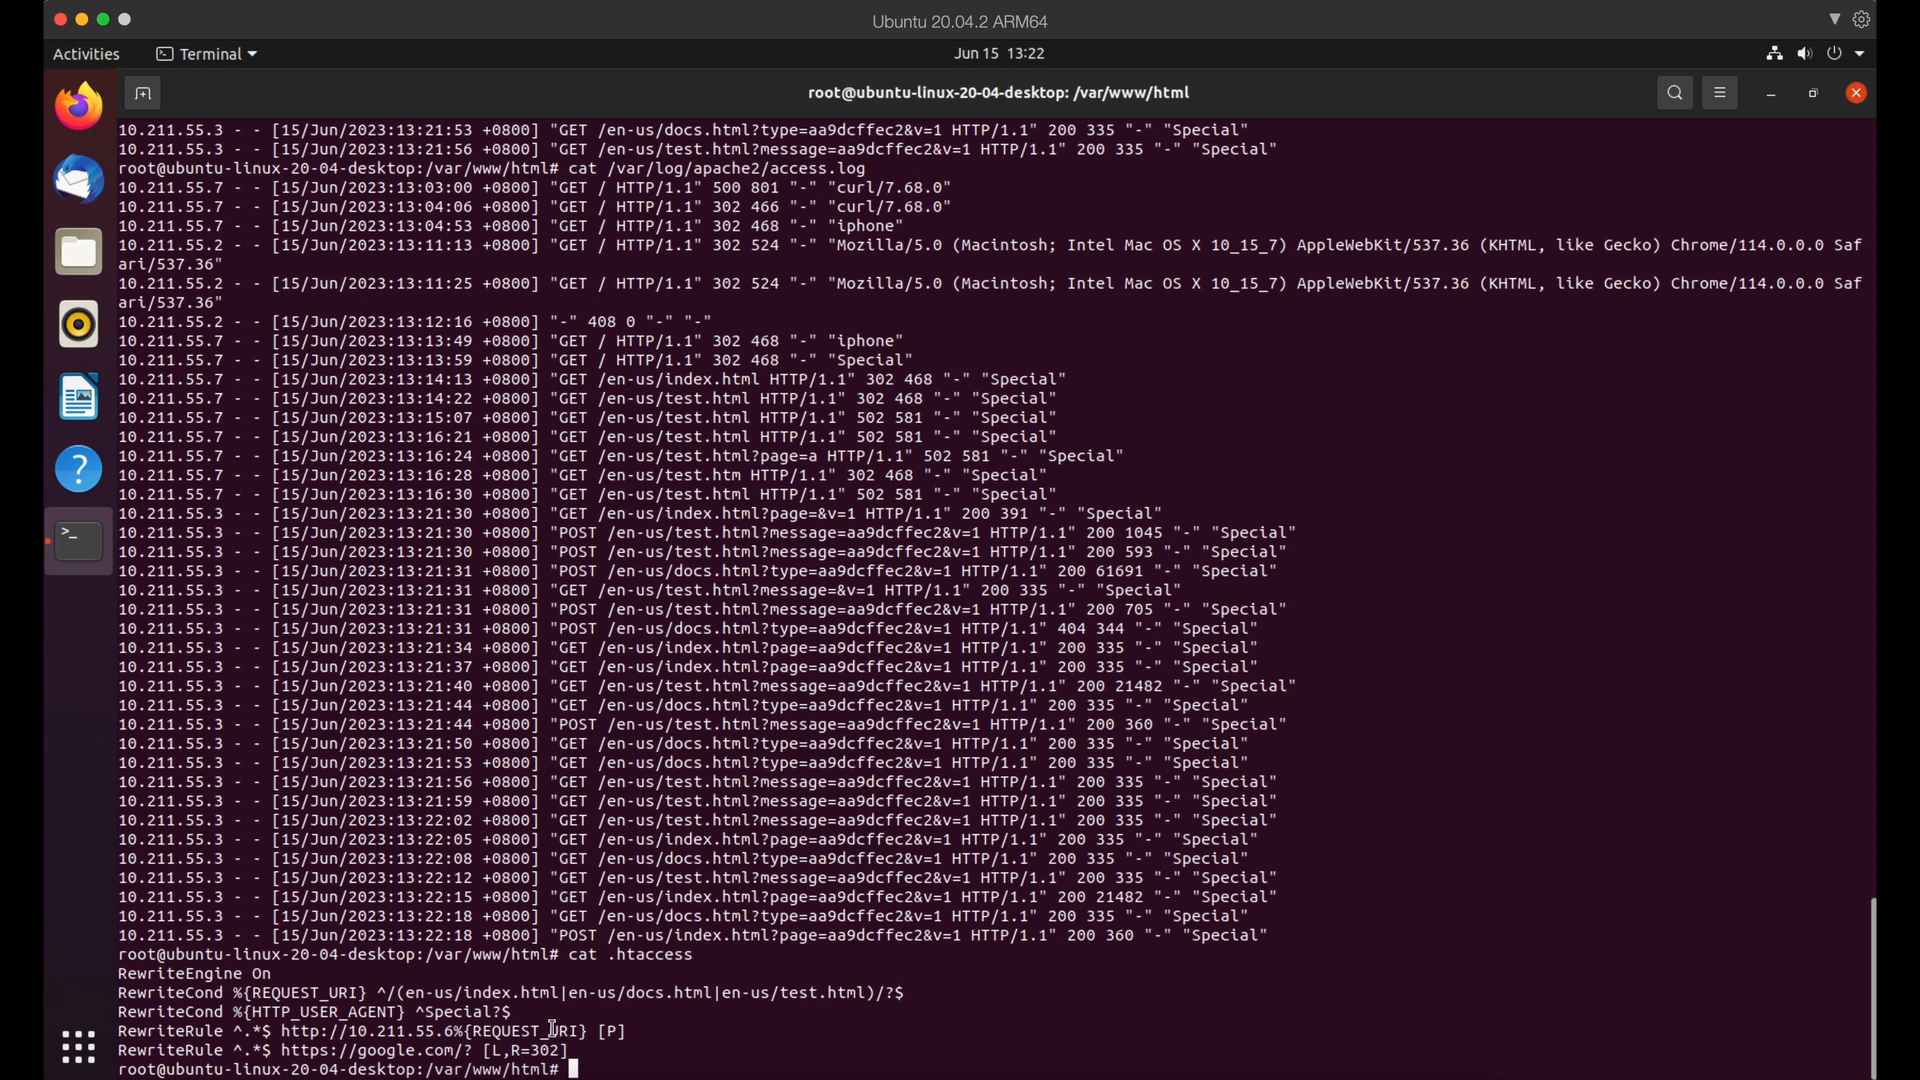 Ubuntu 20.04.2 ARM64
Activities
Terminal
Jun 15 13:22
root@ubuntu-linux-20-04-desktop: /var/www/html
10.211.55.3 - - [15/Jun/2023:13:21:53 +0800] "GET /en-us/docs.html?type=aa9dcffec2&v=1 HTTP/1.1" 200 335 "-" "Special"
10.211.55.3 - - [15/Jun/2023:13:21:56 +0800] "GET /en-us/test.html?message=aa9dcffec2&v=1 HTTP/1.1" 200 335 "-" "Special"
root@ubuntu-linux-20-04-desktop:/var/www/html# cat /var/log/apache2/access.log
10.211.55.7 - - [15/Jun/2023:13:03:00 +0800] "GET / HTTP/1.1" 500 801 "-" "curl/7.68.0"
10.211.55.7 - - [15/Jun/2023:13:04:06 +0800] "GET / HTTP/1.1" 302 466 "-" "curl/7.68.0"
10.211.55.7 - - [15/Jun/2023:13:04:53 +0800] "GET / HTTP/1.1" 302 468 "-" "iphone"
10.211.55.2 - - [15/Jun/2023:13:11:13 +0800] "GET / HTTP/1.1" 302 524 "-" "Mozilla/5.0 (Macintosh; Intel Mac OS X 10_15_7) AppleWebKit/537.36 (KHTML, like Gecko) Chrome/114.0.0.0 Saf
ari/537.36"
10.211.55.2 - - [15/Jun/2023:13:11:25 +0800] "GET / HTTP/1.1" 302 524 "-" "Mozilla/5.0 (Macintosh; Intel Mac OS X 10_15_7) AppleWebKit/537.36 (KHTML, like Gecko) Chrome/114.0.0.0 Saf
ari/537.36"
10.211.55.2 - - [15/Jun/2023:13:12:16 +0800] "-" 408 0 "-" "-"
10.211.55.7 - - [15/Jun/2023:13:13:49 +0800] "GET / HTTP/1.1" 302 468 "-" "iphone"
10.211.55.7 - - [15/Jun/2023:13:13:59 +0800] "GET / HTTP/1.1" 302 468 "-" "Special"
10.211.55.7 - - [15/Jun/2023:13:14:13 +0800] "GET /en-us/index.html HTTP/1.1" 302 468 "-" "Special"
10.211.55.7 - - [15/Jun/2023:13:14:22 +0800] "GET /en-us/test.html HTTP/1.1" 302 468 "-" "Special"
10.211.55.7 - - [15/Jun/2023:13:15:07 +0800] "GET /en-us/test.html HTTP/1.1" 502 581 "-" "Special"
10.211.55.7 - - [15/Jun/2023:13:16:21 +0800] "GET /en-us/test.html HTTP/1.1" 502 581 "-" "Special"
10.211.55.7 - - [15/Jun/2023:13:16:24 +0800] "GET /en-us/test.html?page=a HTTP/1.1" 502 581 "-" "Special"
10.211.55.7 - - [15/Jun/2023:13:16:28 +0800] "GET /en-us/test.htm HTTP/1.1" 302 468 "-" "Special"
10.211.55.7 - - [15/Jun/2023:13:16:30 +0800] "GET /en-us/test.html HTTP/1.1" 502 581 "-" "Special"
10.211.55.3 - - [15/Jun/2023:13:21:30 +0800] "GET /en-us/index.html?page=&v=1 HTTP/1.1" 200 391 "-" "Special"
10.211.55.3 - - [15/Jun/2023:13:21:30 +0800] "POST /en-us/test.html?message=aa9dcffec2&v=1 HTTP/1.1" 200 1045 "-" "Special"
10.211.55.3 - - [15/Jun/2023:13:21:30 +0800] "POST /en-us/test.html?message=aa9dcffec2&v=1 HTTP/1.1" 200 593 "-" "Special"
10.211.55.3 - - [15/Jun/2023:13:21:31 +0800] "POST /en-us/docs.html?type=aa9dcffec2&v=1 HTTP/1.1" 200 61691 "-" "Special"
10.211.55.3 - - [15/Jun/2023:13:21:31 +0800] "GET /en-us/test.html?message=&v=1 HTTP/1.1" 200 335 "-" "Special"
10.211.55.3 - - [15/Jun/2023:13:21:31 +0800] "POST /en-us/test.html?message=aa9dcffec2&v=1 HTTP/1.1" 200 705 "-" "Special"
10.211.55.3 - - [15/Jun/2023:13:21:31 +0800] "POST /en-us/docs.html?type=aa9dcffec2&v=1 HTTP/1.1" 404 344 "-" "Special"
10.211.55.3 - - [15/Jun/2023:13:21:34 +0800] "GET /en-us/index.html?page=aa9dcffec2&v=1 HTTP/1.1" 200 335 "-" "Special"
10.211.55.3 - - [15/Jun/2023:13:21:37 +0800] "GET /en-us/index.html?page=aa9dcffec2&v=1 HTTP/1.1" 200 335 "-" "Special"
10.211.55.3 - - [15/Jun/2023:13:21:40 +0800] "GET /en-us/test.html?message=aa9dcffec2&v=1 HTTP/1.1" 200 21482 "-" "Special"
10.211.55.3 - - [15/Jun/2023:13:21:44 +0800] "GET /en-us/docs.html?type=aa9dcffec2&v=1 HTTP/1.1" 200 335 "-" "Special"
10.211.55.3 - - [15/Jun/2023:13:21:44 +0800] "POST /en-us/test.html?message=aa9dcffec2&v=1 HTTP/1.1" 200 360 "-" "Special"
10.211.55.3 - - [15/Jun/2023:13:21:50 +0800] "GET /en-us/docs.html?type=aa9dcffec2&v=1 HTTP/1.1" 200 335 "-" "Special"
10.211.55.3 - - [15/Jun/2023:13:21:53 +0800] "GET /en-us/docs.html?type=aa9dcffec2&v=1 HTTP/1.1" 200 335 "-" "Special"
10.211.55.3 - - [15/Jun/2023:13:21:56 +0800] "GET /en-us/test.html?message=aa9dcffec2&v=1 HTTP/1.1" 200 335 "-" "Special"
10.211.55.3 - - [15/Jun/2023:13:21:59 +0800] "GET /en-us/test.html?message=aa9dcffec2&v=1 HTTP/1.1" 200 335 "-" "Special"
10.211.55.3 - - [15/Jun/2023:13:22:02 +0800] "GET /en-us/test.html?message=aa9dcffec2&v=1 HTTP/1.1" 200 335 "-" "Special"
10.211.55.3 - - [15/Jun/2023:13:22:05 +0800] "GET /en-us/index.html?page=aa9dcffec2&v=1 HTTP/1.1" 200 335 "-" "Special"
10.211.55.3 - - [15/Jun/2023:13:22:08 +0800] "GET /en-us/docs.html?type=aa9dcffec2&v=1 HTTP/1.1" 200 335 "-" "Special"
10.211.55.3 - - [15/Jun/2023:13:22:12 +0800] "GET /en-us/test.html?message=aa9dcffec2&v=1 HTTP/1.1" 200 335 "-" "Special"
10.211.55.3 - - [15/Jun/2023:13:22:15 +0800] "GET /en-us/index.html?page=aa9dcffec2&v=1 HTTP/1.1" 200 21482 "-" "Special"
10.211.55.3 - - [15/Jun/2023:13:22:18 +0800] "GET /en-us/docs.html?type=aa9dcffec2&v=1 HTTP/1.1" 200 335 "-" "Special"
10.211.55.3 - - [15/Jun/2023:13:22:18 +0800] "POST /en-us/index.html?page=aa9dcffec2&v=1 HTTP/1.1" 200 360 "-" "Special"
root@ubuntu-linux-20-04-desktop:/var/www/html# cat .htaccess
RewriteEngine On
RewriteCond %{REQUEST_URI} ^/(en-us/index.html|en-us/docs.html|en-us/test.html)/?$
RewriteCond %{HTTP_USER_AGENT} ^Special?$
RewriteRule ^.*$ http://10.211.55.6%{REQUEST_URI} [P]
RewriteRule ^.*$ https://google.com/? [L,R=302]
root@ubuntu-linux-20-04-desktop:/var/www/html#